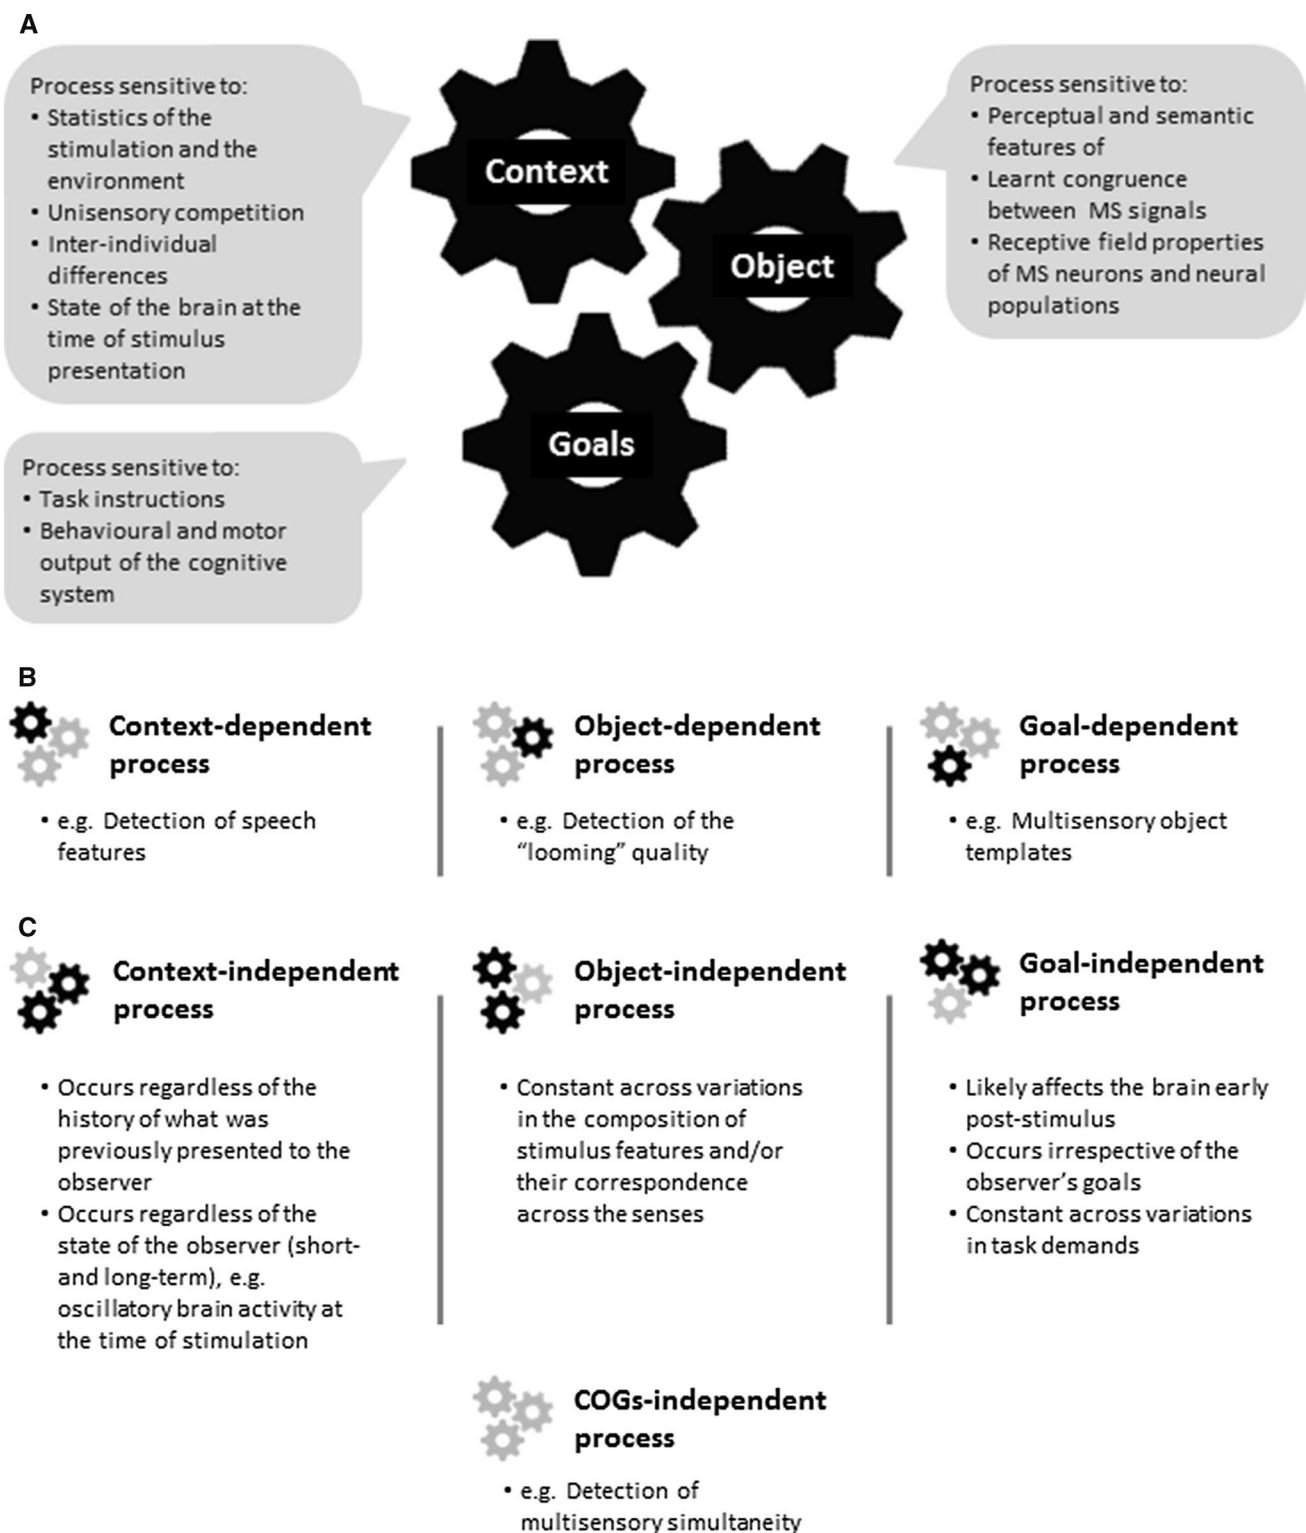 A
Process sensitive to:
• Statistics of the
stimulation and the
environment
• Unisensory competition
• Inter-individual
differences
• State of the brain at the
time of stimulus
presentation
Context
Object
Process sensitive to:
• Perceptual and semantic
features of
• Learnt congruence
between MS signals
• Receptive field properties
of MS neurons and neural
populations
Goals
Process sensitive to:
• Task instructions
• Behavioural and motor
output of the cognitive
system
B
Context-dependent
process
• e.g. Detection of speech
features
Object-dependent
process
• e.g. Detection of the
“looming” quality
Goal-dependent
process
• e.g. Multisensory object
templates
C
Context-independent
process
• Occurs regardless of the
history of what was
previously presented to the
observer
• Occurs regardless of the
state of the observer (short-
and long-term), e.g.
oscillatory brain activity at
the time of stimulation
Object-independent
process
• Constant across variations
in the composition of
stimulus features and/or
their correspondence
across the senses
Goal-independent
process
• Likely affects the brain early
post-stimulus
• Occurs irrespective of the
observer’s goals
• Constant across variations
in task demands
COGs-independent
process
• e.g. Detection of
multisensory simultaneity